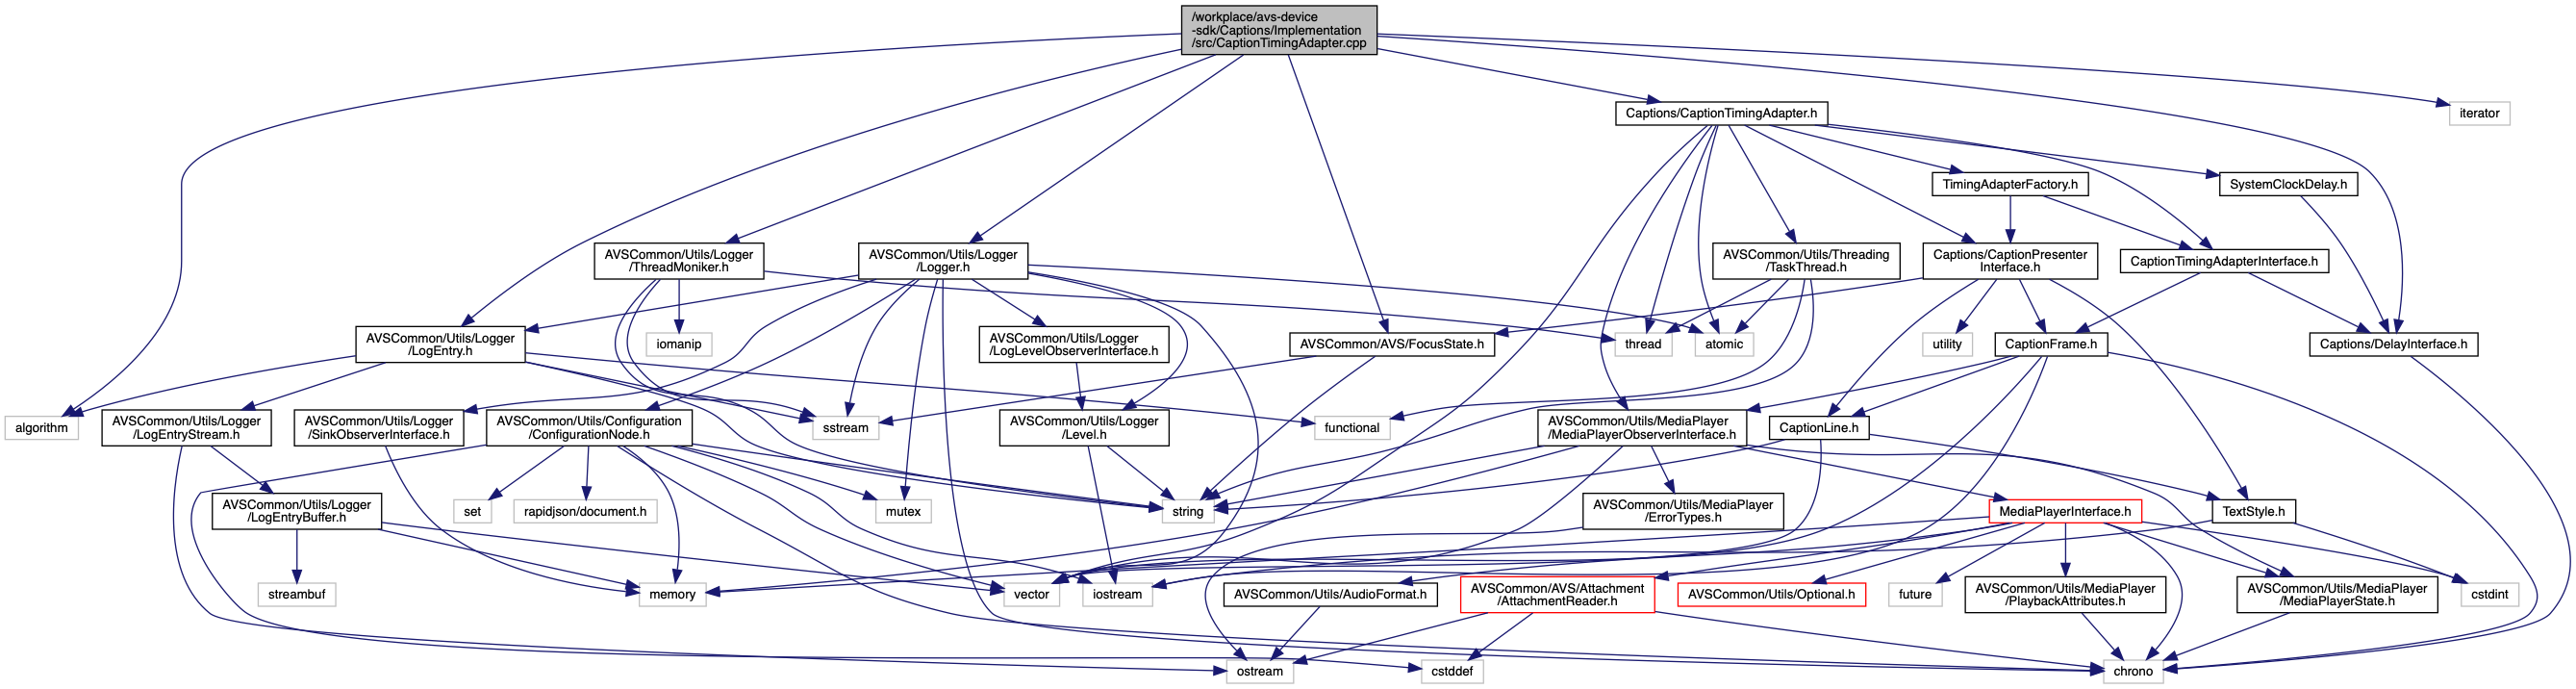 /workplace/avs-device
-sdk/Captions/Implementation
/src/CaptionTimingAdapter.cpp
Captions/CaptionTimingAdapter.h
iterator
TimingAdapterFactory.h
SystemClockDelay.h
AVSCommon/Utils/Logger
/ThreadMoniker.h
AVSCommon/Utils/Logger
/Logger.h
AVSCommon/Utils/Threading
/TaskThread.h
Captions/CaptionPresenter
Interface.h
CaptionTimingAdapterInterface.h
AVSCommon/Utils/Logger
/LogEntry.h
iomanip
AVSCommon/Utils/Logger
/LogLevelObserverInterface.h
AVSCommon/AVS/FocusState.h
thread
atomic
utility
CaptionFrame.h
Captions/DelayInterface.h
algorithm
AVSCommon/Utils/Logger
/LogEntryStream.h
AVSCommon/Utils/Logger
/SinkObserverInterface.h
AVSCommon/Utils/Configuration
/ConfigurationNode.h
sstream
AVSCommon/Utils/Logger
/Level.h
functional
AVSCommon/Utils/MediaPlayer
/MediaPlayerObserverInterface.h
CaptionLine.h
AVSCommon/Utils/Logger
/LogEntryBuffer.h
set
rapidjson/document.h
mutex
string
AVSCommon/Utils/MediaPlayer
/ErrorTypes.h
MediaPlayerInterface.h
TextStyle.h
streambuf
memory
vector
iostream
AVSCommon/Utils/AudioFormat.h
AVSCommon/AVS/Attachment
/AttachmentReader.h
AVSCommon/Utils/Optional.h
future
AVSCommon/Utils/MediaPlayer
/PlaybackAttributes.h
AVSCommon/Utils/MediaPlayer
/MediaPlayerState.h
cstdint
ostream
cstddef
chrono